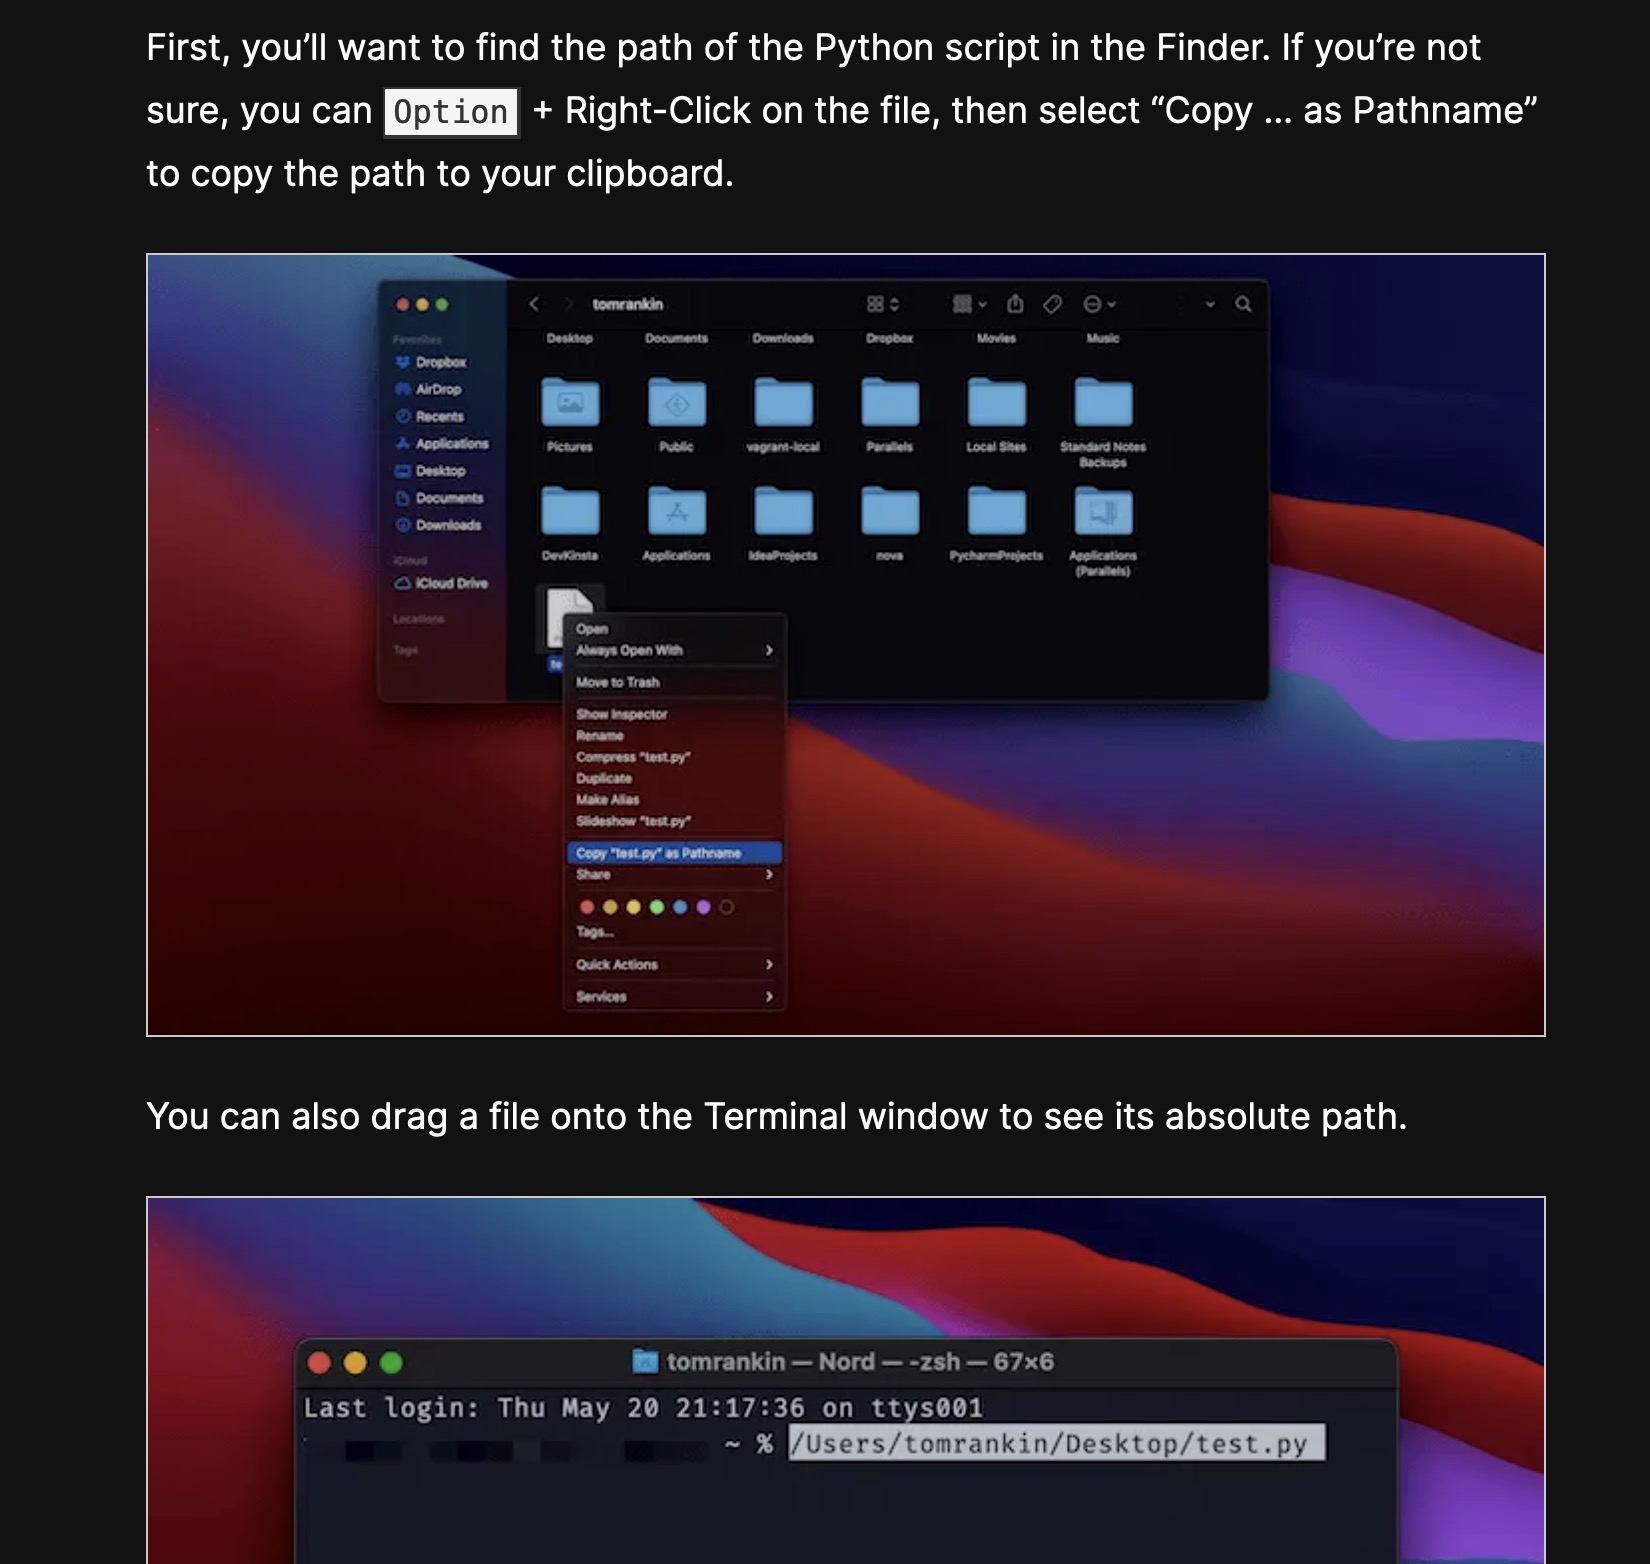 First, you’ll want to find the path of the Python script in the Finder. If you’re not
sure, you can Option + Right-Click on the file, then select “Copy ... as Pathname”
to copy the path to your clipboard.
tomrankin
Favorites
Dropbox
AirDrop
Recents
Applications
Desktop
Documents
Downloads
iCloud
iCloud Drive
Locations
Tags
Desktop Documents Downloads Dropbox Movies Music
Pictures Public vagrant-local Parallels Local Sites Standard Notes
Backups
DevKinsta Applications IdeaProjects nova PycharmProjects Applications
(Parallels)
te
Open
Always Open With
Move to Trash
Show Inspector
Rename
Compress "test.py"
Duplicate
Make Alias
Slideshow "test.py"
Copy "test.py" as Pathname
Share
Tags...
Quick Actions
Services
You can also drag a file onto the Terminal window to see its absolute path.
tomrankin — Nord — -zsh — 67×6
Last login: Thu May 20 21:17:36 on ttys001
~ % /Users/tomrankin/Desktop/test.py